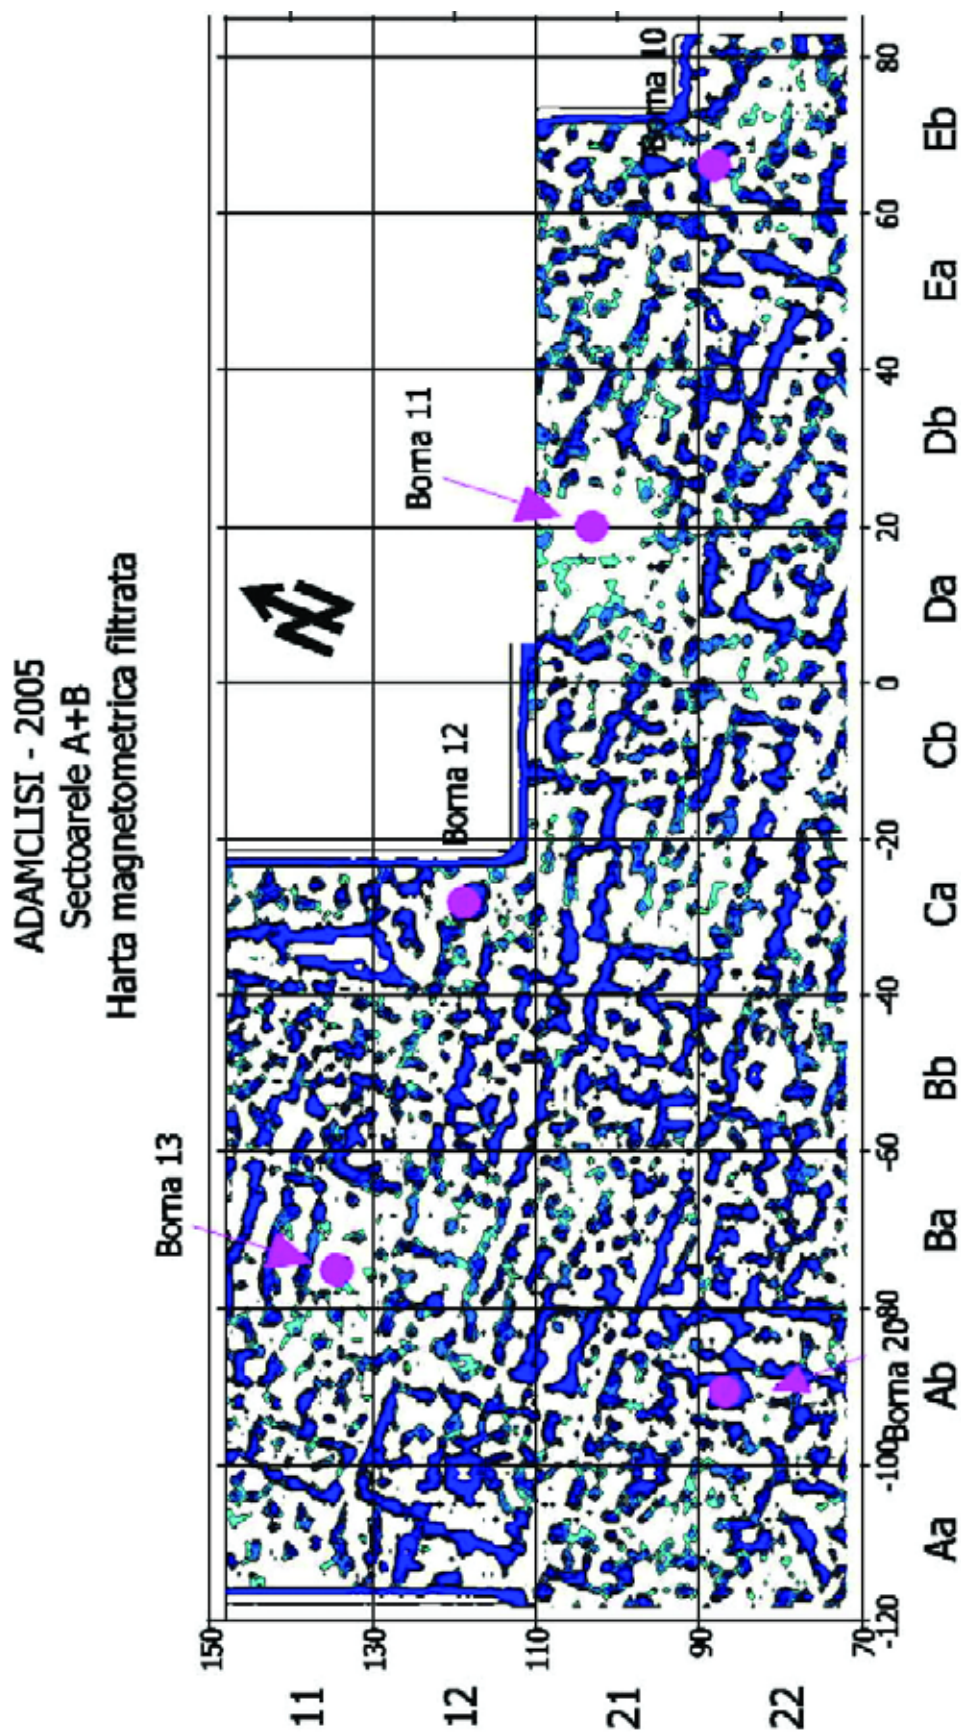 ADAMCLISI - 2005
Sectoarele A+B
Harta magnetometrica filtrata
Borna 13
150
11
N
130
Borna 11
Borna 12
12
110
21
Borna 10
90
22
70
-120 -100 -80 -60 -40 -20 0 20 40 60 80
Borna 20
Aa Ab Ba Bb Ca Cb Da Db Ea Eb